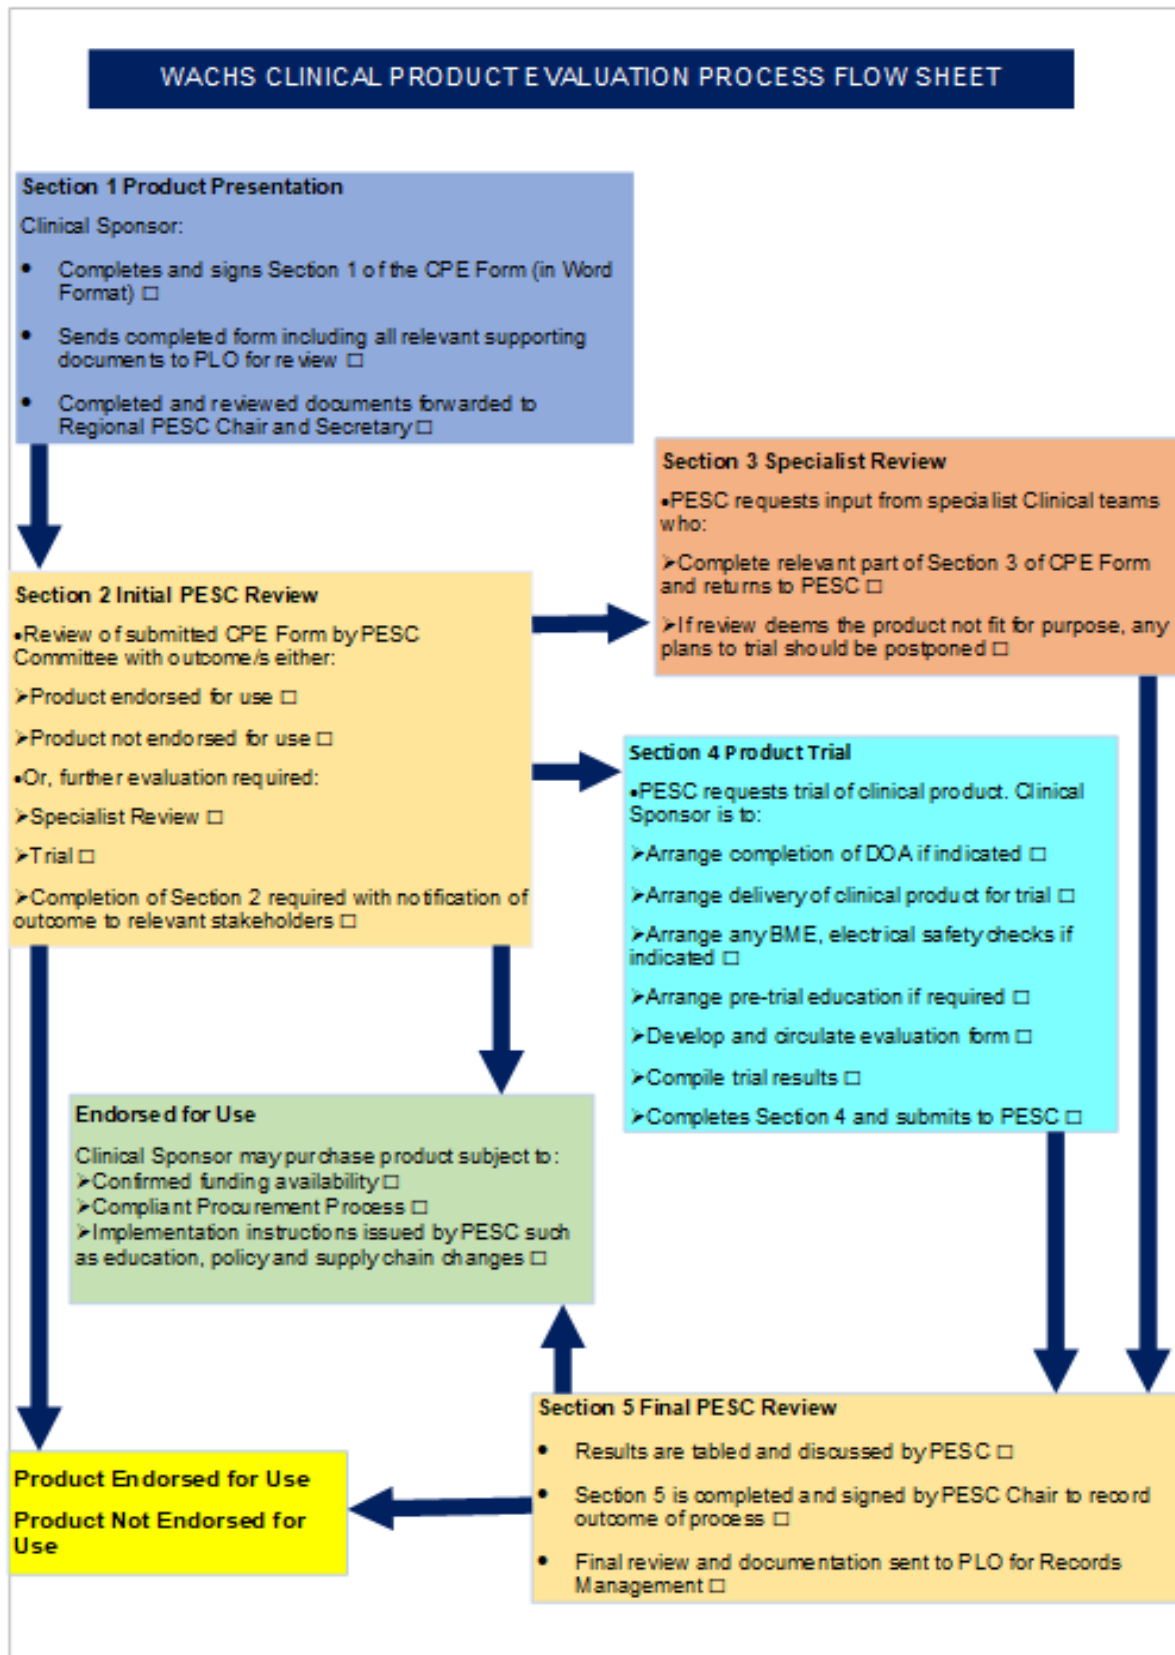 WACHS CLINICAL PRODUCT EVALUATION PROCESS FLOW SHEET
Section 1 Product Presentation
Clinical Sponsor:
• Completes and signs Section 1 of the CPE Form (in Word
Format) ☐
• Sends completed form including all relevant supporting
documents to PLO for review ☐
• Completed and reviewed documents forwarded to
Regional PESC Chair and Secretary ☐
Section 2 Initial PESC Review
•Review of submitted CPE Form by PESC
Committee with outcome/s either:
➢Product endorsed for use ☐
➢Product not endorsed for use ☐
•Or, further evaluation required:
➢Specialist Review ☐
➢Trial ☐
➢Completion of Section 2 required with notification of
outcome to relevant stakeholders ☐
Section 3 Specialist Review
•PESC requests input from specialist Clinical teams
who:
➢Complete relevant part of Section 3 of CPE Form
and returns to PESC ☐
➢If review deems the product not fit for purpose, any
plans to trial should be postponed ☐
Section 4 Product Trial
•PESC requests trial of clinical product. Clinical
Sponsor is to:
➢Arrange completion of DOA if indicated ☐
➢Arrange delivery of clinical product for trial ☐
➢Arrange any BME, electrical safety checks if
indicated ☐
➢Arrange pre-trial education if required ☐
➢Develop and circulate evaluation form ☐
➢Compile trial results ☐
➢Completes Section 4 and submits to PESC ☐
Endorsed for Use
Clinical Sponsor may purchase product subject to:
➢Confirmed funding availability ☐
➢Compliant Procurement Process ☐
➢Implementation instructions issued by PESC such
as education, policy and supply chain changes ☐
Section 5 Final PESC Review
• Results are tabled and discussed by PESC ☐
• Section 5 is completed and signed by PESC Chair to record
outcome of process ☐
• Final review and documentation sent to PLO for Records
Management ☐
Product Endorsed for Use
Product Not Endorsed for
Use